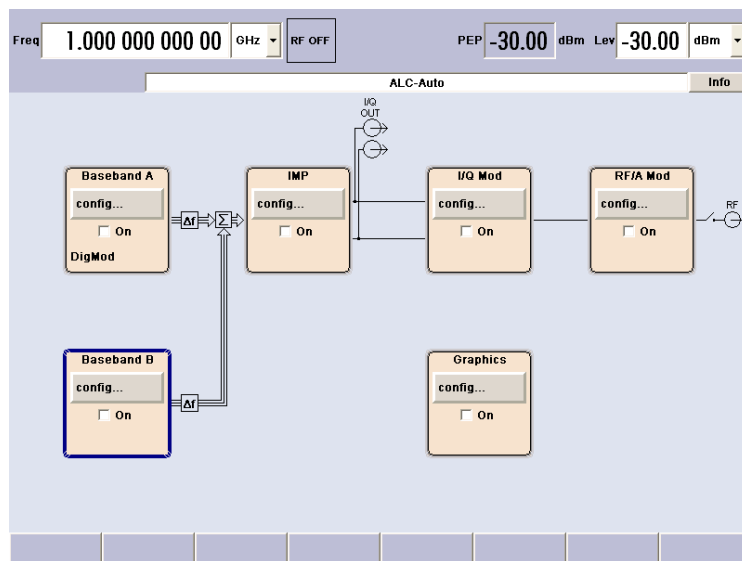 Freq 1.000 000 000 00 GHz RF OFF PEP -30.00 dBm Lev -30.00 dBm
ALC-Auto Info
I/Q
OUT
Baseband A IMP I/Q Mod RF/A Mod
config... config... config... config...
Δf Σ RF
On On On On
DigMod
Baseband B Graphics
config... config...
Δf
On On